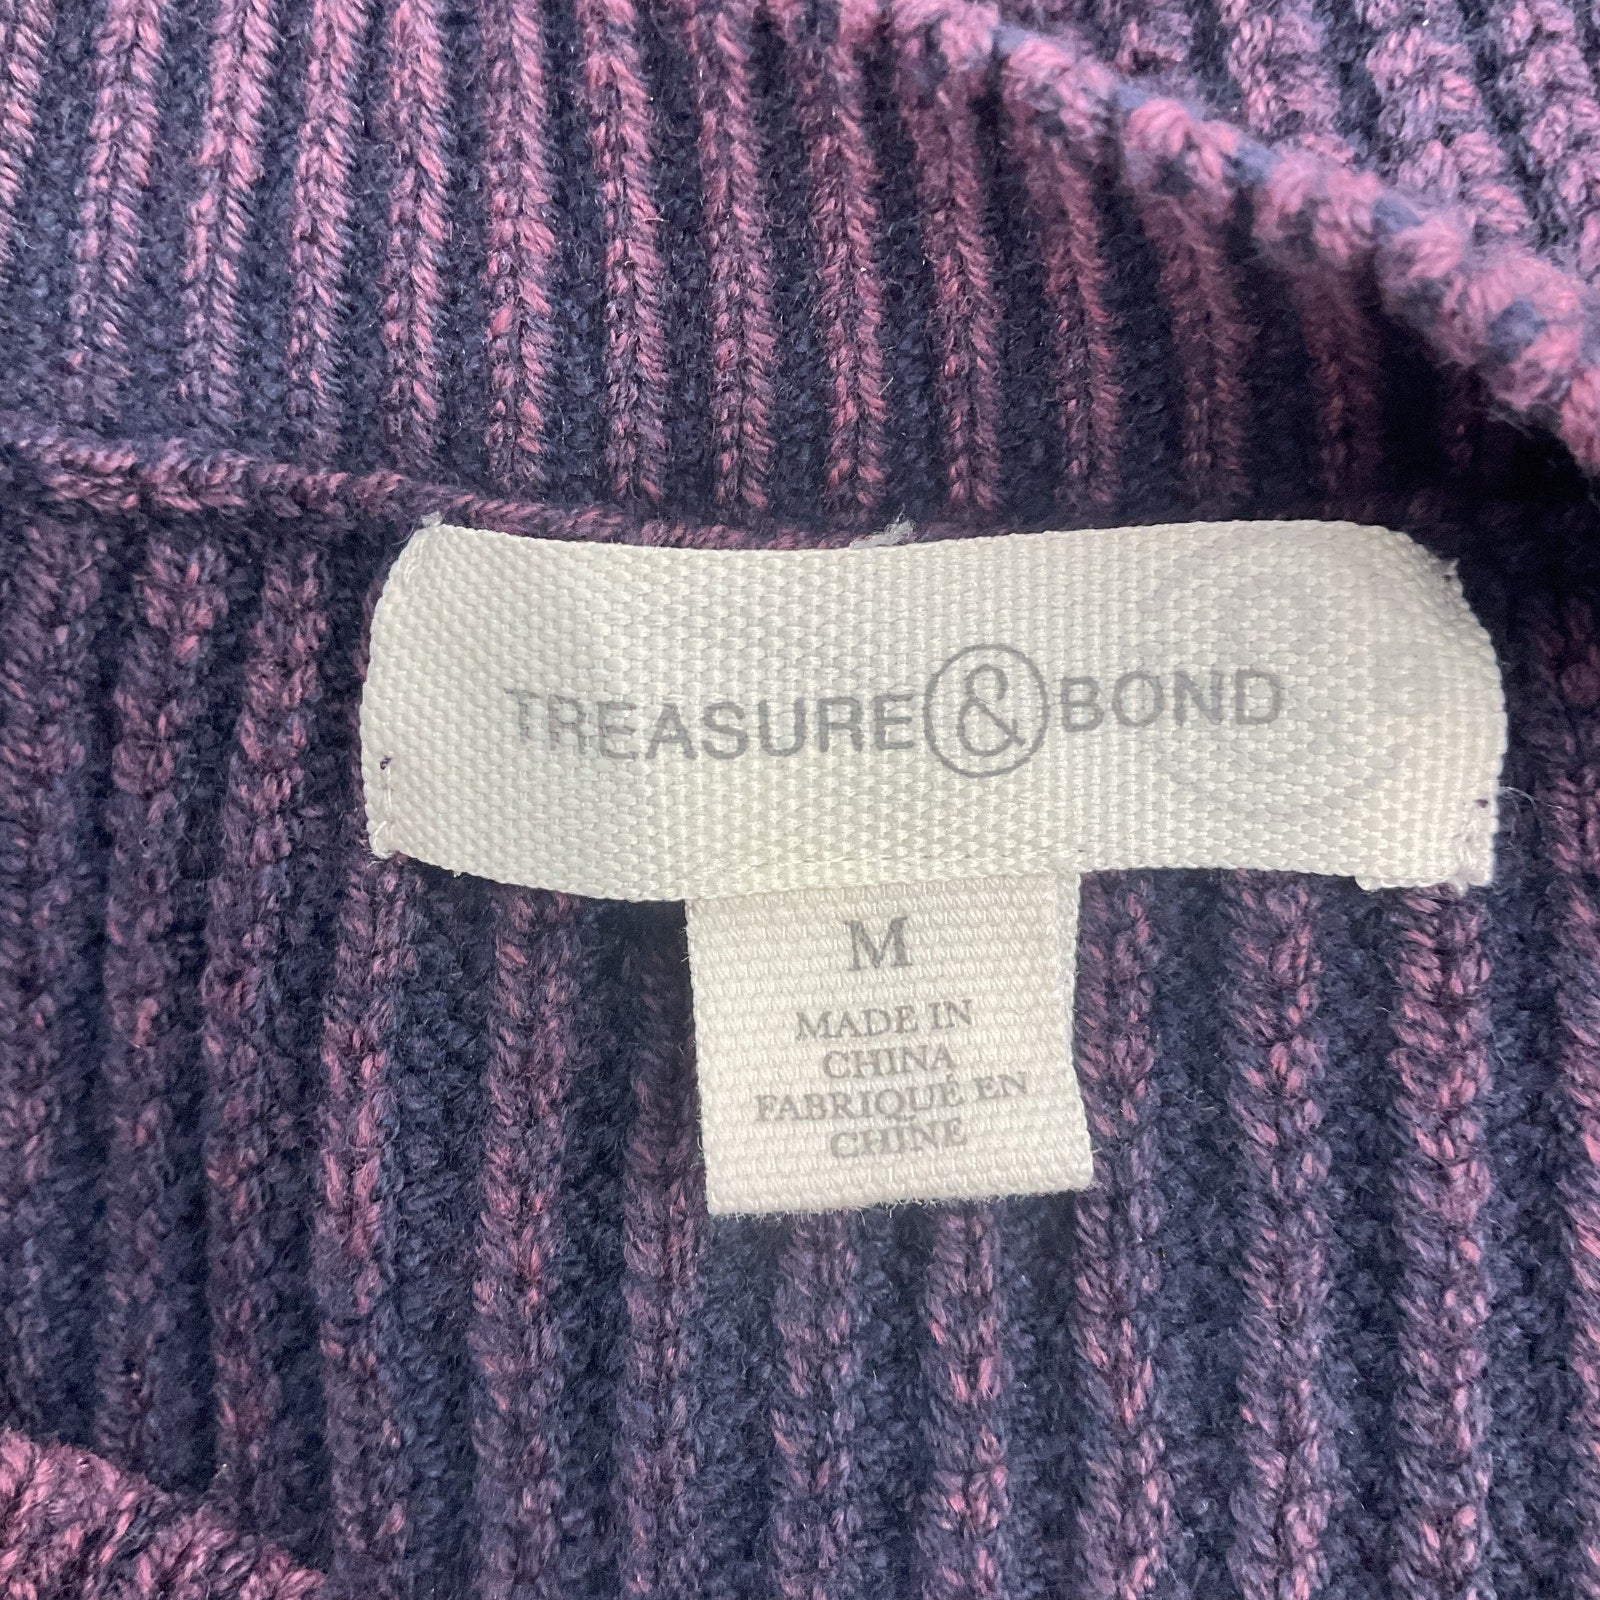 TREASURE & BOND
M
MADE IN
CHINA
FABRIQUÉ EN
CHINE